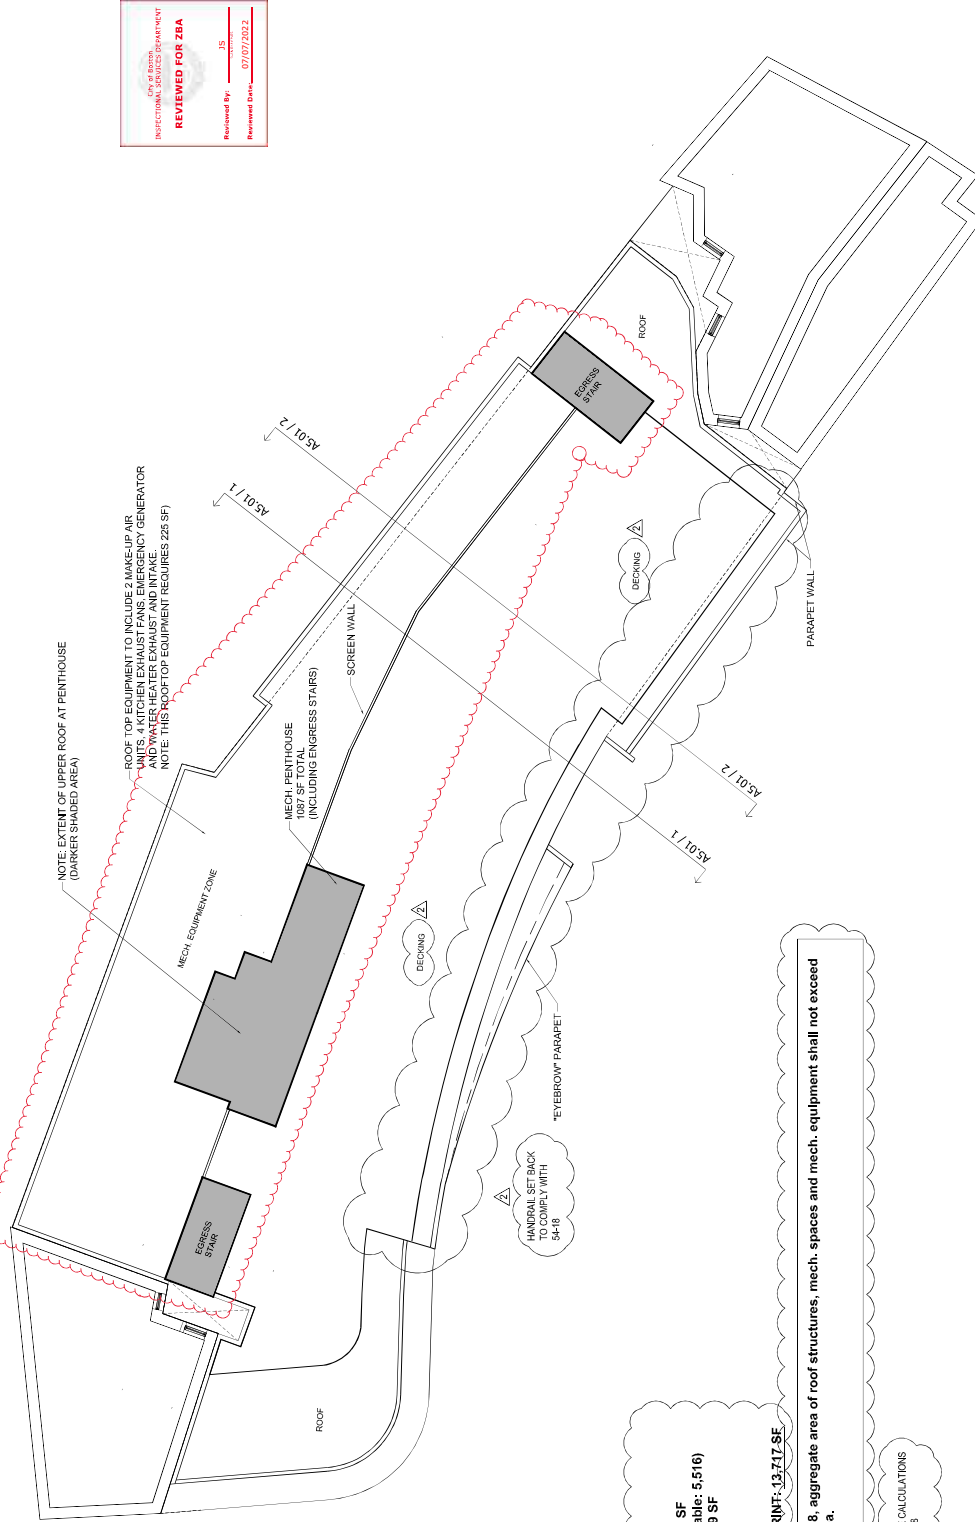 City of Boston
INSPECTIONAL SERVICES DEPARTMENT
REVIEWED FOR ZBA
Reviewed By: JS
Reviewed Date: 07/07/2022
NOTE: EXTENT OF UPPER ROOF AT PENTHOUSE
(DARKER SHADED AREA)
ROOF TOP EQUIPMENT TO INCLUDE 2 MAKE-UP AIR
UNITS, 4 KITCHEN EXHAUST FANS, EMERGENCY GENERATOR
AND WATER HEATER EXHAUST AND INTAKE.
NOTE: THIS ROOFTOP EQUIPMENT REQUIRES 225 SF)
A5.01 / 1
A5.01 / 2
EGRESS
STAIR
ROOF
SCREEN WALL
MECH. PENTHOUSE
1087 SF TOTAL
(INCLUDING ENGRESS STAIRS)
MECH. EQUIPMENT ZONE
DECKING
2
PARAPET WALL
A5.01 / 2
A5.01 / 1
DECKING
2
"EYEBROW" PARAPET
2
HANDRAIL SET BACK
TO COMPLY WITH
54-18
EGRESS
STAIR
ROOF
SF
able: 5,516)
9 SF
RINT: 13,717 SF
8, aggregate area of roof structures, mech. spaces and mech. equipment shall not exceed
a.
CALCULATIONS